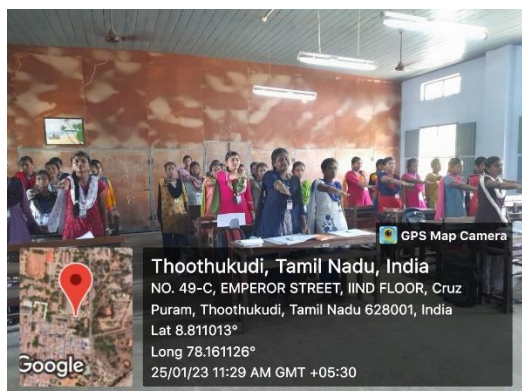 GPS Map Camera
Thoothukudi, Tamil Nadu, India
NO. 49-C, EMPEROR STREET, IIND FLOOR, Cruz
Puram, Thoothukudi, Tamil Nadu 628001, India
Lat 8.811013°
Long 78.161126°
25/01/23 11:29 AM GMT +05:30
Google